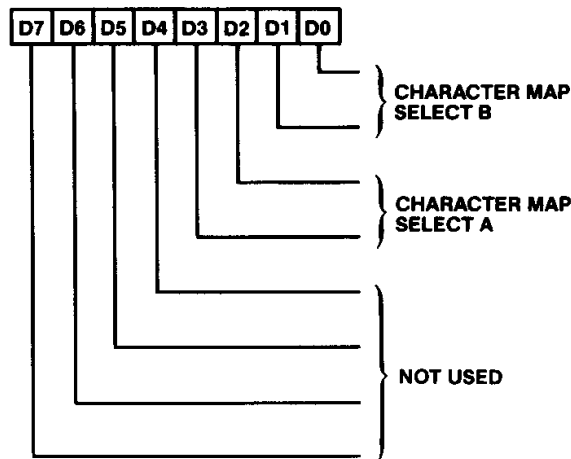 D7 D6 D5 D4 D3 D2 D1 D0
CHARACTER MAP
SELECT B
CHARACTER MAP
SELECT A
NOT USED